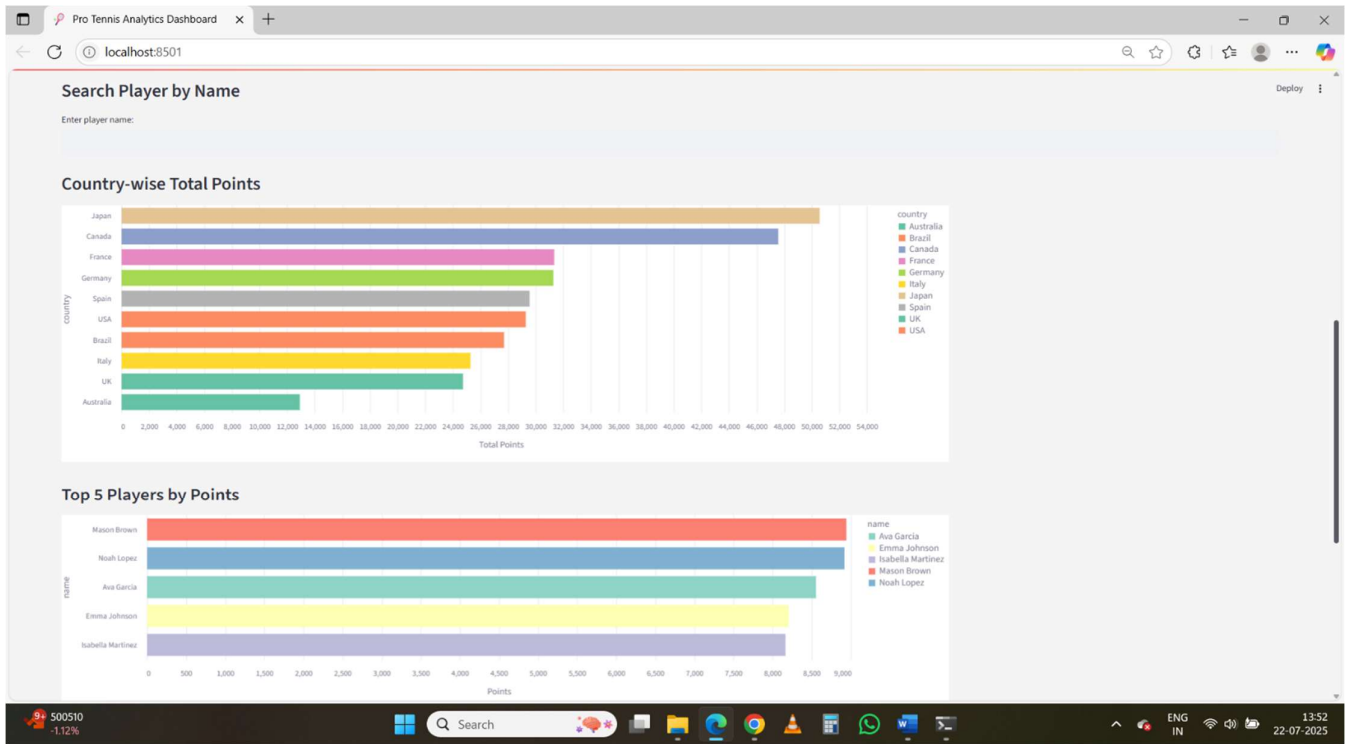 Pro Tennis Analytics Dashboard
localhost:8501
Deploy
Search Player by Name
Enter player name:
Country-wise Total Points
country
Japan
Canada
France
Germany
Spain
USA
Brazil
Italy
UK
Australia
0 2,000 4,000 6,000 8,000 10,000 12,000 14,000 16,000 18,000 20,000 22,000 24,000 26,000 28,000 30,000 32,000 34,000 36,000 38,000 40,000 42,000 44,000 46,000 48,000 50,000 52,000 54,000
Total Points
country
Australia
Brazil
Canada
France
Germany
Italy
Japan
Spain
UK
USA
Top 5 Players by Points
name
Mason Brown
Noah Lopez
Ava Garcia
Emma Johnson
Isabella Martinez
0 500 1,000 1,500 2,000 2,500 3,000 3,500 4,000 4,500 5,000 5,500 6,000 6,500 7,000 7,500 8,000 8,500 9,000
Points
name
Ava Garcia
Emma Johnson
Isabella Martinez
Mason Brown
Noah Lopez
9+
500510
-1.12%
Search
ENG
IN
13:52
22-07-2025